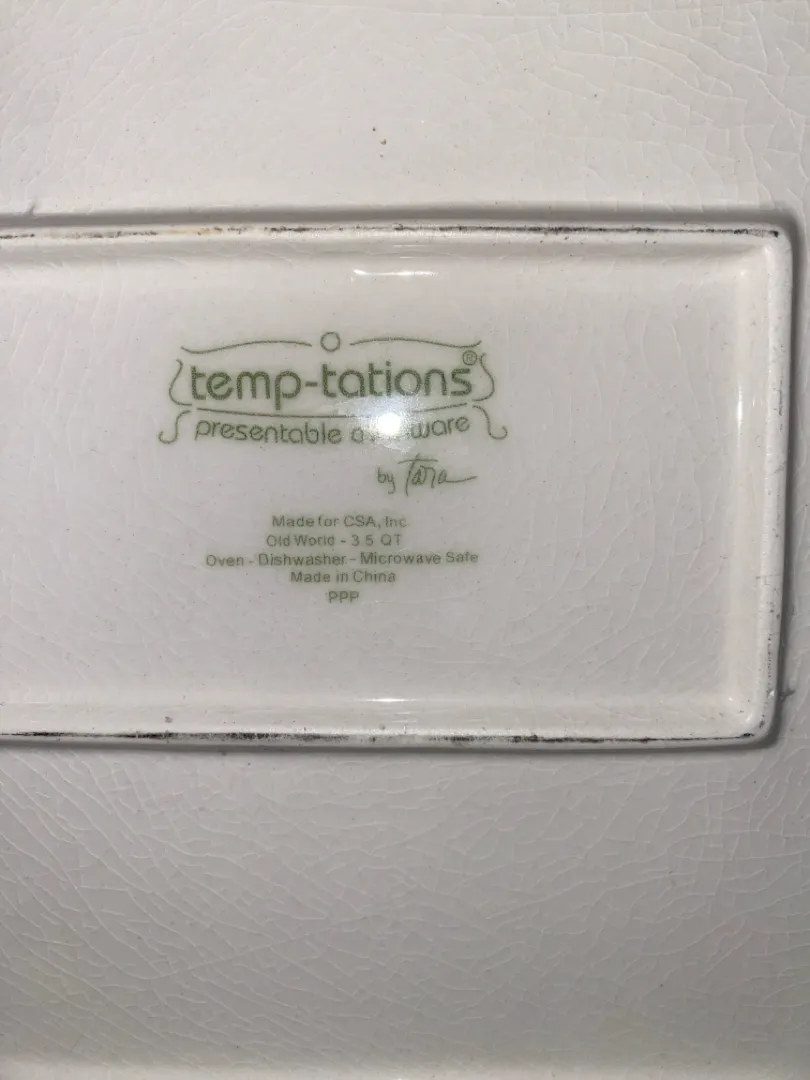 temp-tations®
presentable
by Tara
Made for CSA, Inc.
Old World - 3.5 QT
Oven - Dishwasher - Microwave Safe
Made in China
PPP